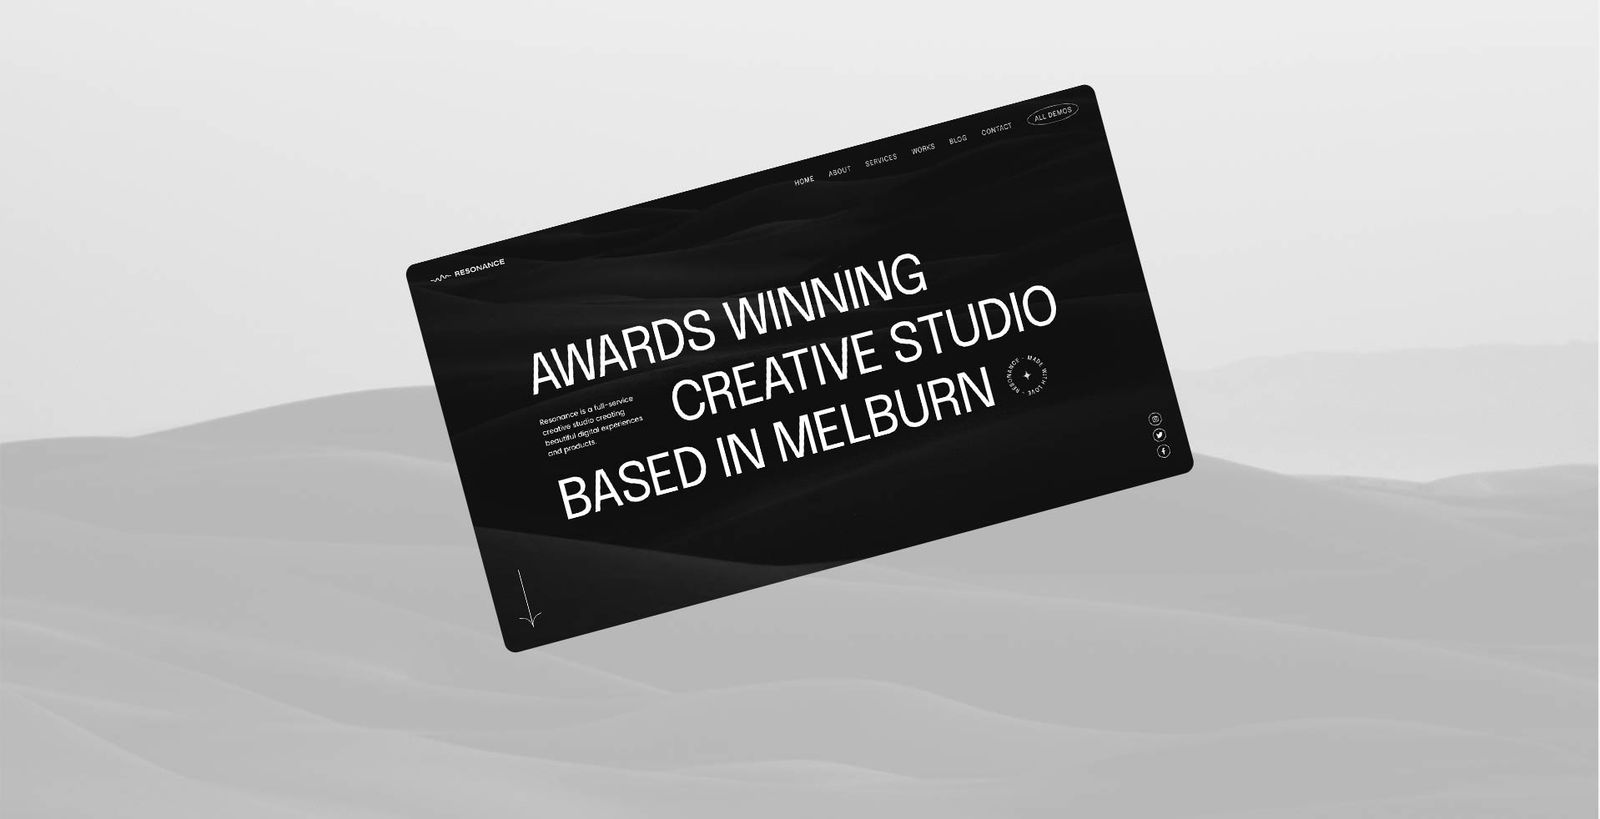 RESONANCE
HOME ABOUT SERVICES WORKS BLOG CONTACT ALL DEMOS
AWARDS WINNING
CREATIVE STUDIO
Resonance is a full-service
creative studio creating
beautiful digital experiences
and products.
BASED IN MELBURN
RESONANCE - MADE WITH LOVE -